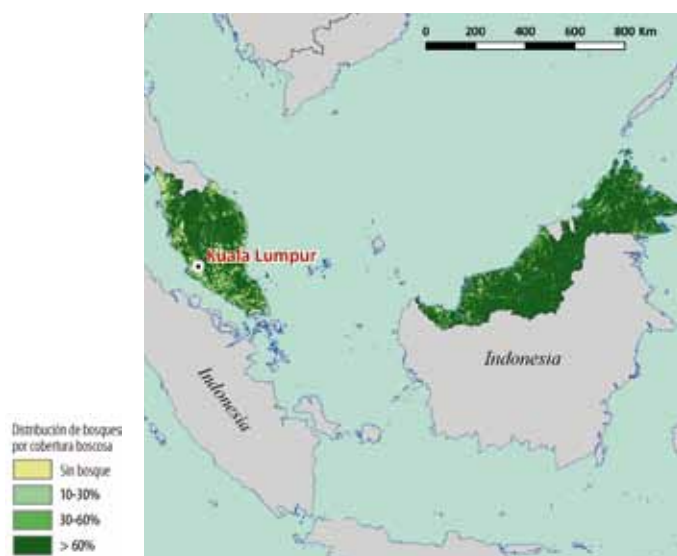 0 200 400 600 800 Km
Kuala Lumpur
Indonesia
Indonesia
Distribución de bosques
por cobertura boscosa
Sin bosque
10-30%
30-60%
> 60%